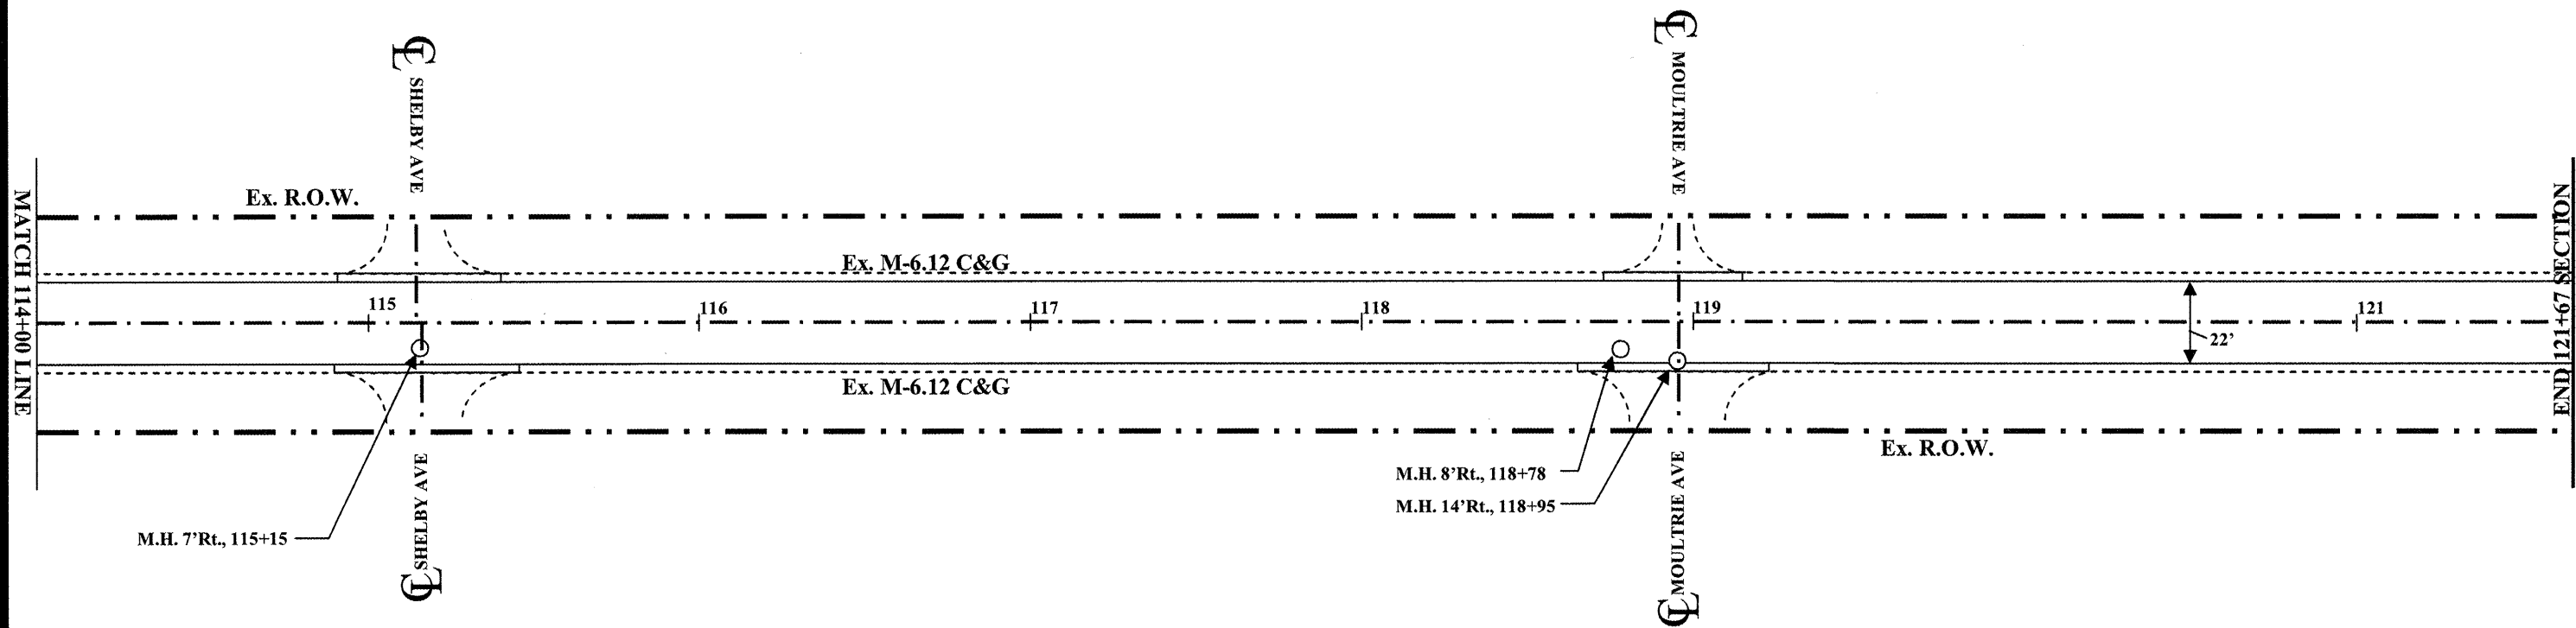 SHELBY AVE
MOULTRIE AVE
MATCH 114+00 LINE
Ex. R.O.W.
END 121+67 SECTION
Ex. M-6.12 C&G
115
116
117
118
119
121
22'
Ex. M-6.12 C&G
Ex. R.O.W.
M.H. 8'Rt., 118+78
M.H. 14'Rt., 118+95
M.H. 7'Rt., 115+15
SHELBY AVE
MOULTRIE AVE